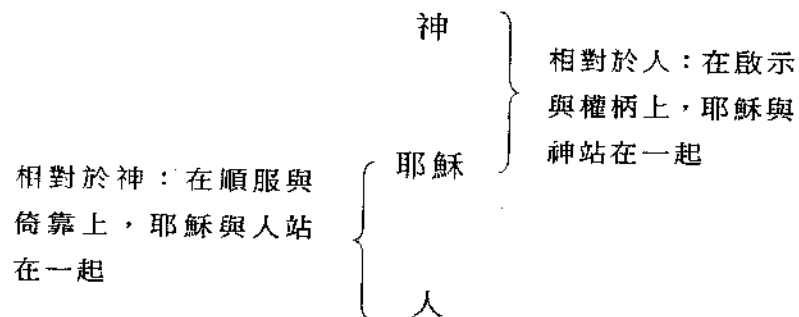 神
相對於人：在啟示
與權柄上，耶穌與
神站在一起
耶穌
相對於神：在順服與
倚靠上，耶穌與人站
在一起
人